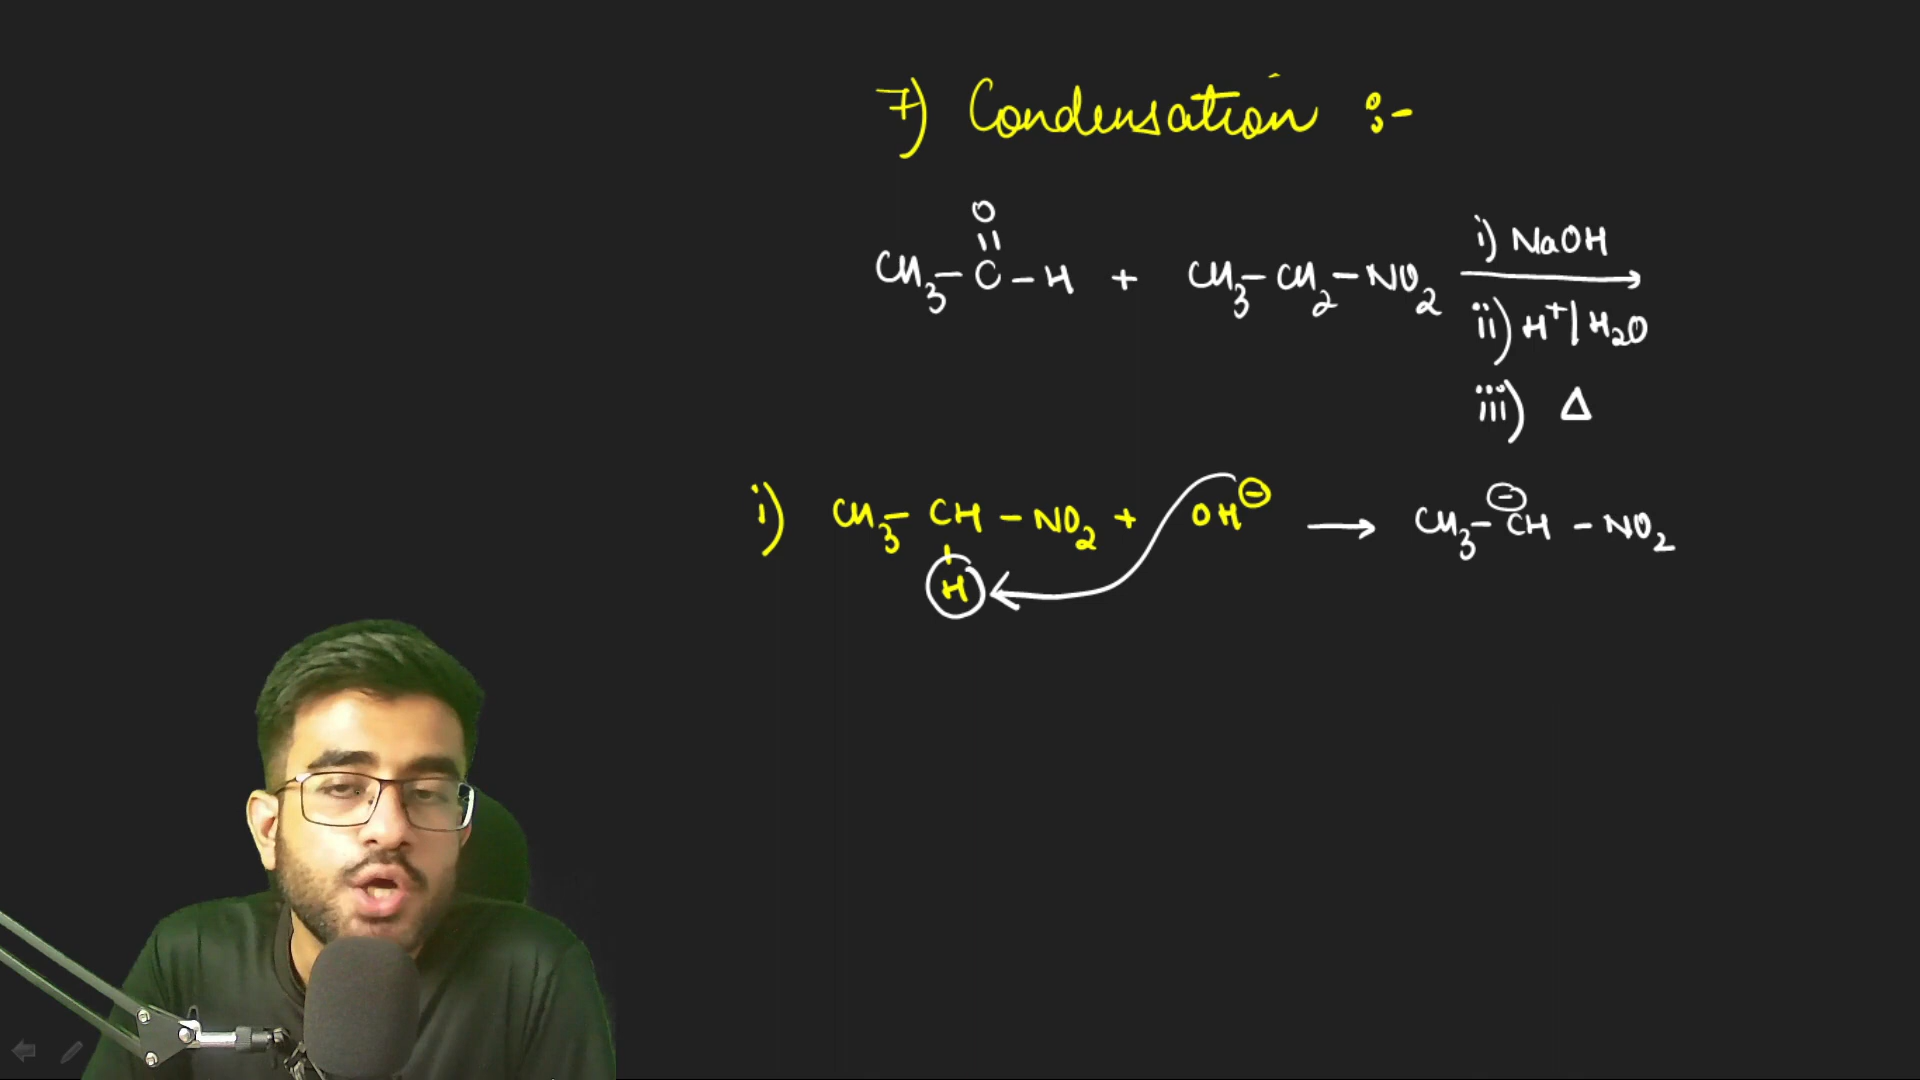 7) Condensation :-
O
||
CH3 - C - H + CH3 - CH2 - NO2
i) NaOH
ii) H+ | H2O
iii) Δ
i) CH3 - CH - NO2 + OH⊖ → CH3 - CH⊖ - NO2
H